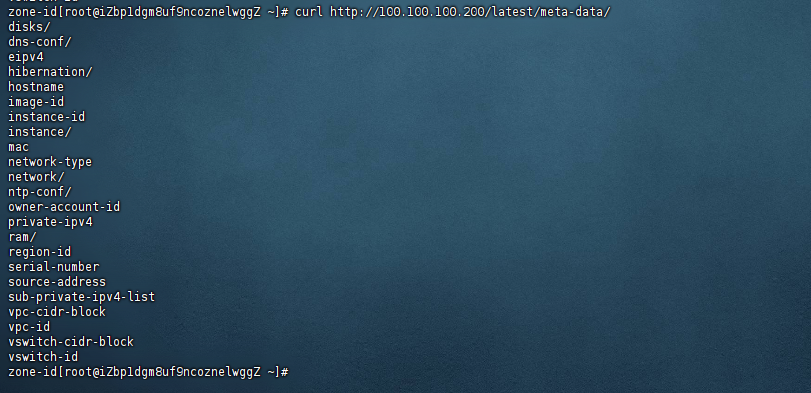 zone-id[root@iZbp1dgm8uf9ncoznelwggZ ~]# curl http://100.100.100.200/latest/meta-data/
disks/
dns-conf/
eipv4
hibernation/
hostname
image-id
instance-id
instance/
mac
network-type
network/
ntp-conf/
owner-account-id
private-ipv4
ram/
region-id
serial-number
source-address
sub-private-ipv4-list
vpc-cidr-block
vpc-id
vswitch-cidr-block
vswitch-id
zone-id[root@iZbp1dgm8uf9ncoznelwggZ ~]#